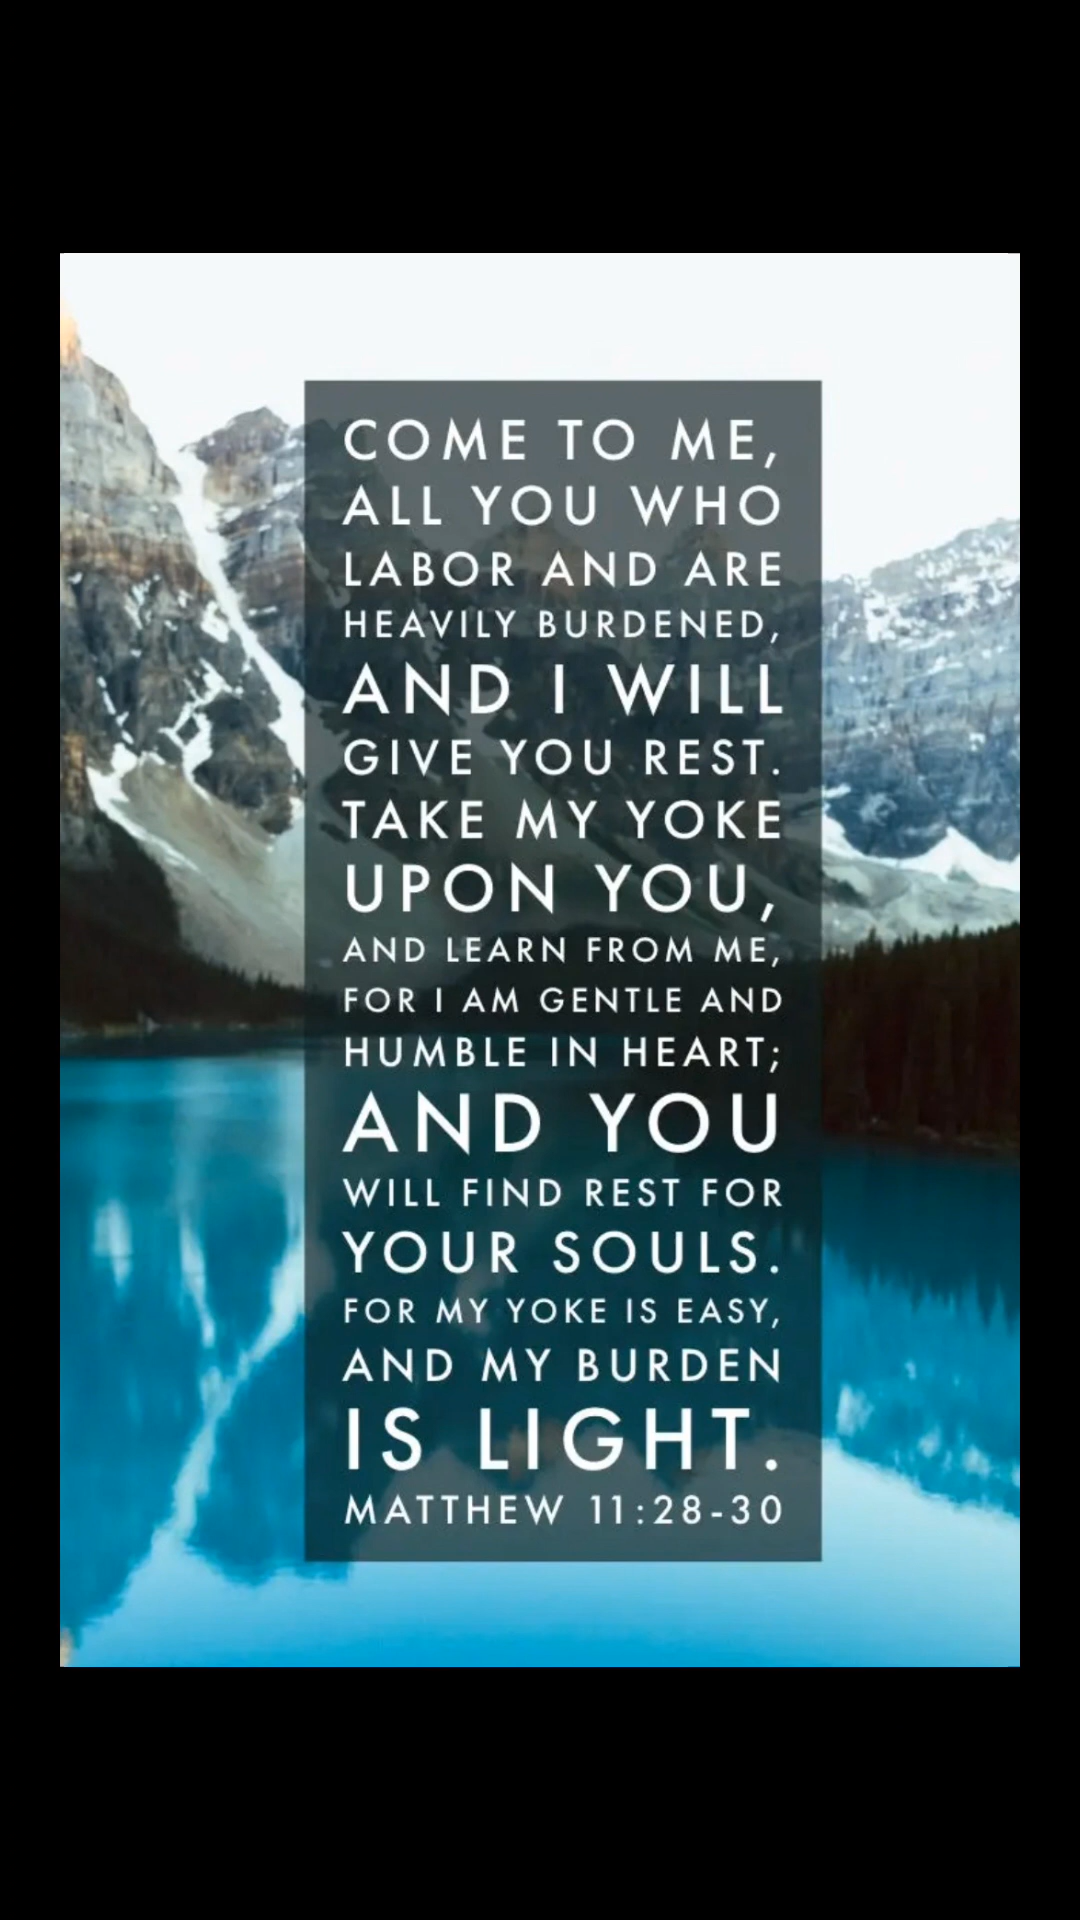 COME TO ME,
ALL YOU WHO
LABOR AND ARE
HEAVILY BURDENED,
AND I WILL
GIVE YOU REST.
TAKE MY YOKE
UPON YOU,
AND LEARN FROM ME,
FOR I AM GENTLE AND
HUMBLE IN HEART;
AND YOU
WILL FIND REST FOR
YOUR SOULS.
FOR MY YOKE IS EASY,
AND MY BURDEN
IS LIGHT.
MATTHEW 11:28-30